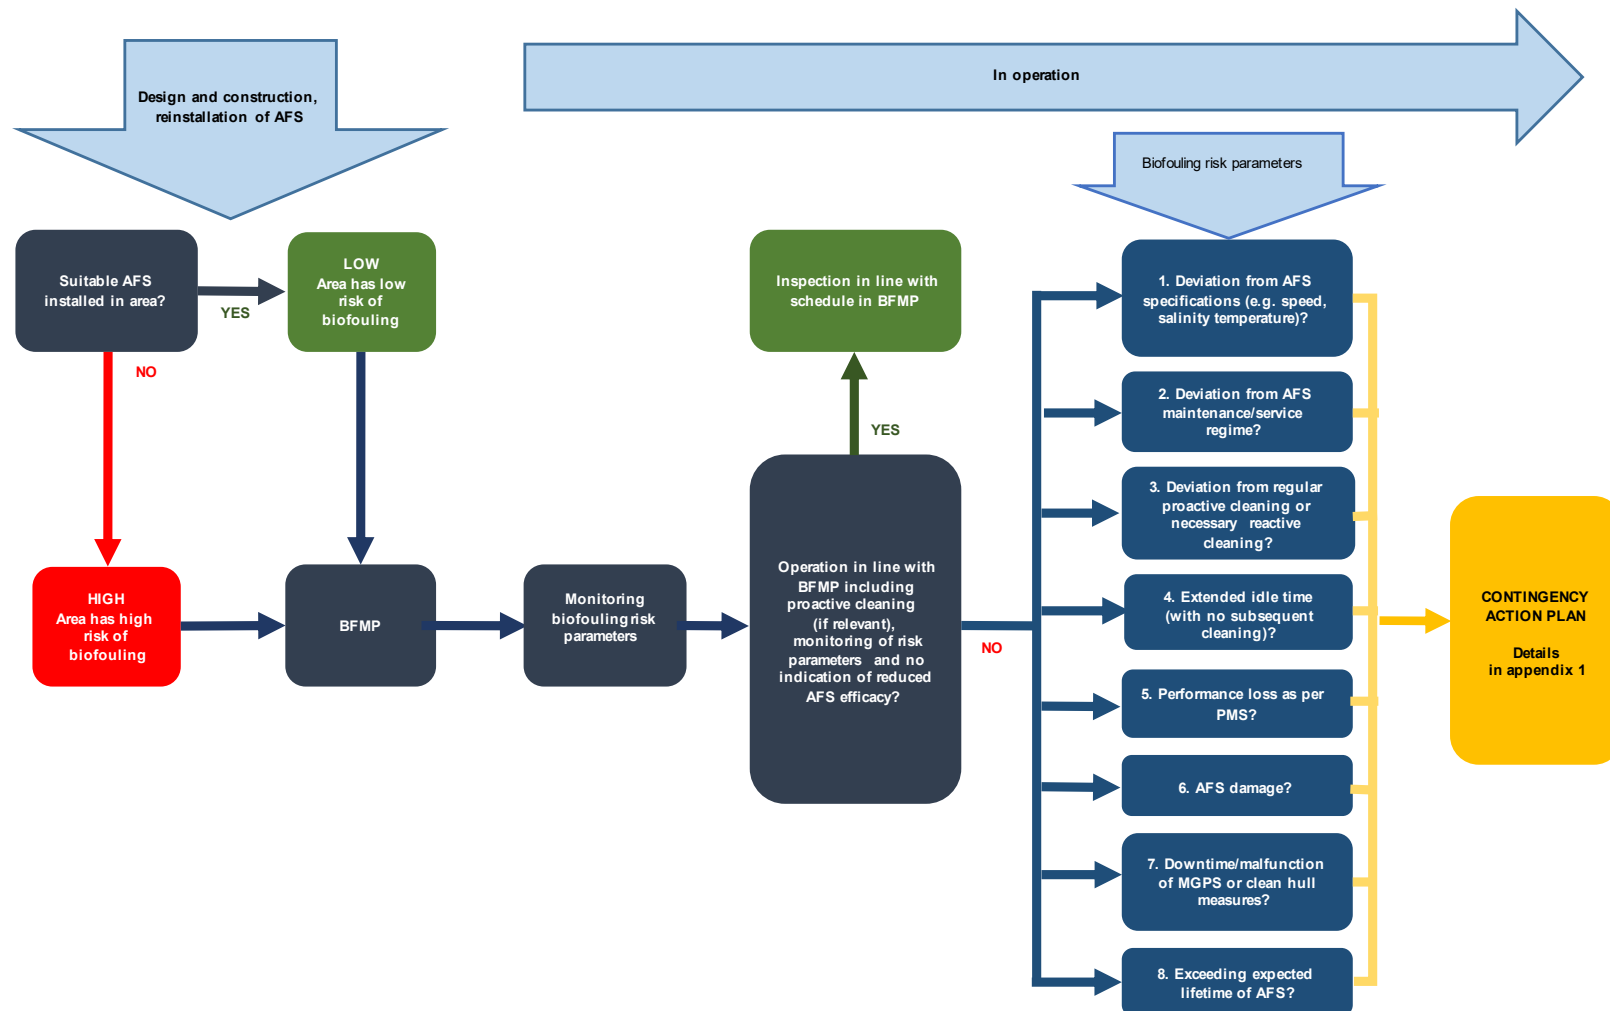 Design and construction,
reinstallation of AFS
In operation
Biofouling risk parameters
Suitable AFS
installed in area?
YES
NO
LOW
Area has low
risk of
biofouling
HIGH
Area has high
risk of
biofouling
BFMP
Monitoring
biofouling risk
parameters
Inspection in line with
schedule in BFMP
YES
Operation in line with
BFMP including
proactive cleaning
(if relevant),
monitoring of risk
parameters and no
indication of reduced
AFS efficacy?
NO
1. Deviation from AFS
specifications (e.g. speed,
salinity temperature)?
2. Deviation from AFS
maintenance/service
regime?
3. Deviation from regular
proactive cleaning or
necessary reactive
cleaning?
4. Extended idle time
(with no subsequent
cleaning)?
5. Performance loss as per
PMS?
6. AFS damage?
7. Downtime/malfunction
of MGPS or clean hull
measures?
8. Exceeding expected
lifetime of AFS?
CONTINGENCY
ACTION PLAN
Details
in appendix 1